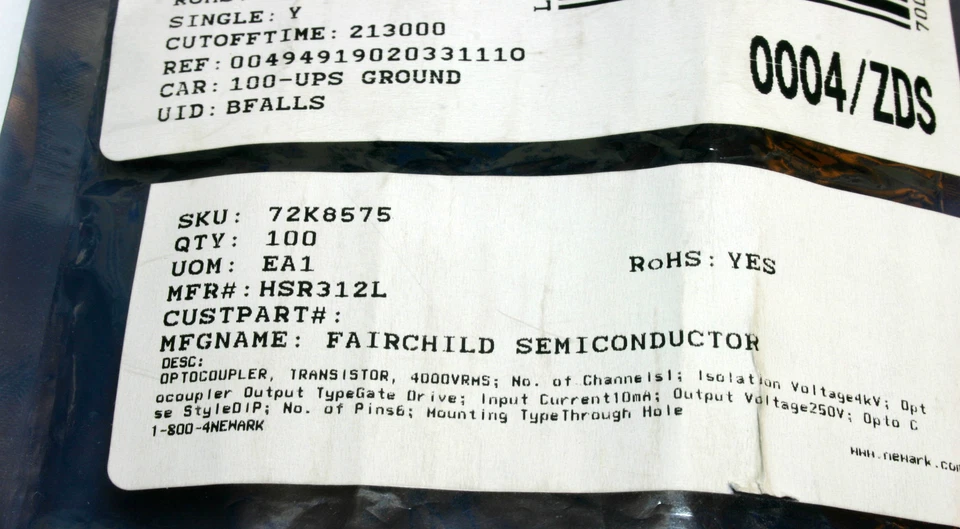 SINGLE: Y
CUTOFFTIME: 213000
REF: 00494919020331110
CAR: 100-UPS GROUND
UID: BFALLS
0004/ZDS
SKU: 72K8575
QTY: 100
UOM: EA1
RoHS: YES
MFR#: HSR312L
CUSTPART#:
MFGNAME: FAIRCHILD SEMICONDUCTOR
DESC:
OPTOCOUPLER, TRANSISTOR, 4000VRMS; No. of Channels1; Isolation Voltage4kV; Opt
ocoupler Output TypeGate Drive; Input Current10mA; Output Voltage250V; Opto C
se StyleDIP; No. of Pins6; Mounting TypeThrough Hole
1-800-4NEWARK
www.newark.co